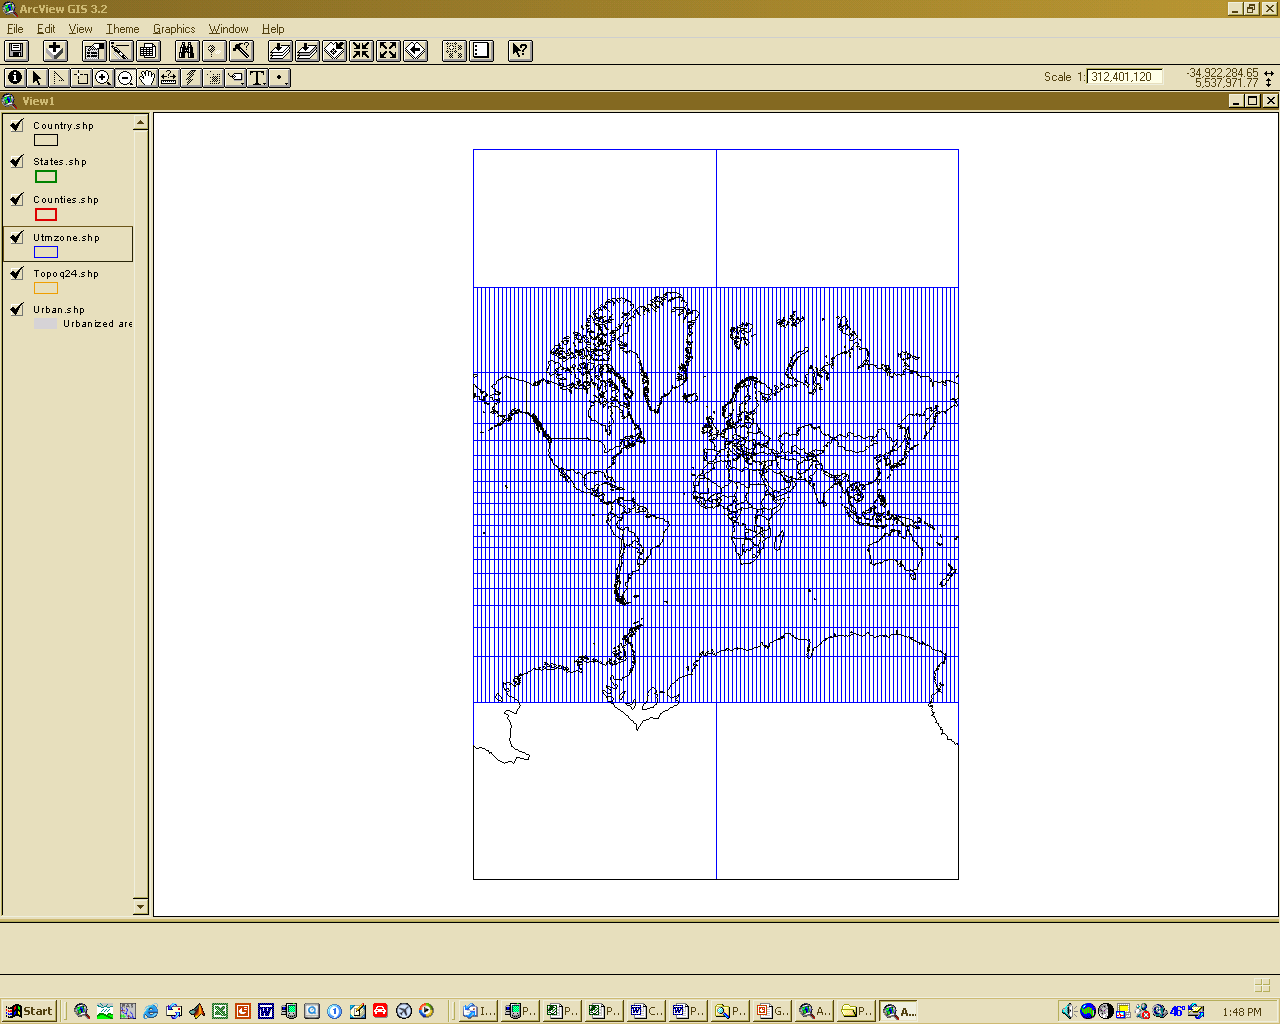 ArcView GIS 3.2
File Edit View Theme Graphics Window Help
Scale 1: 312,401,120
-34,922,284.65
5,537,971.77
View1
Country.shp
States.shp
Counties.shp
Utmzone.shp
Topoq24.shp
Urban.shp
Urbanized are
Start
I...
P...
P...
P...
C...
P...
P...
G...
A...
P...
A...
46°
1:48 PM